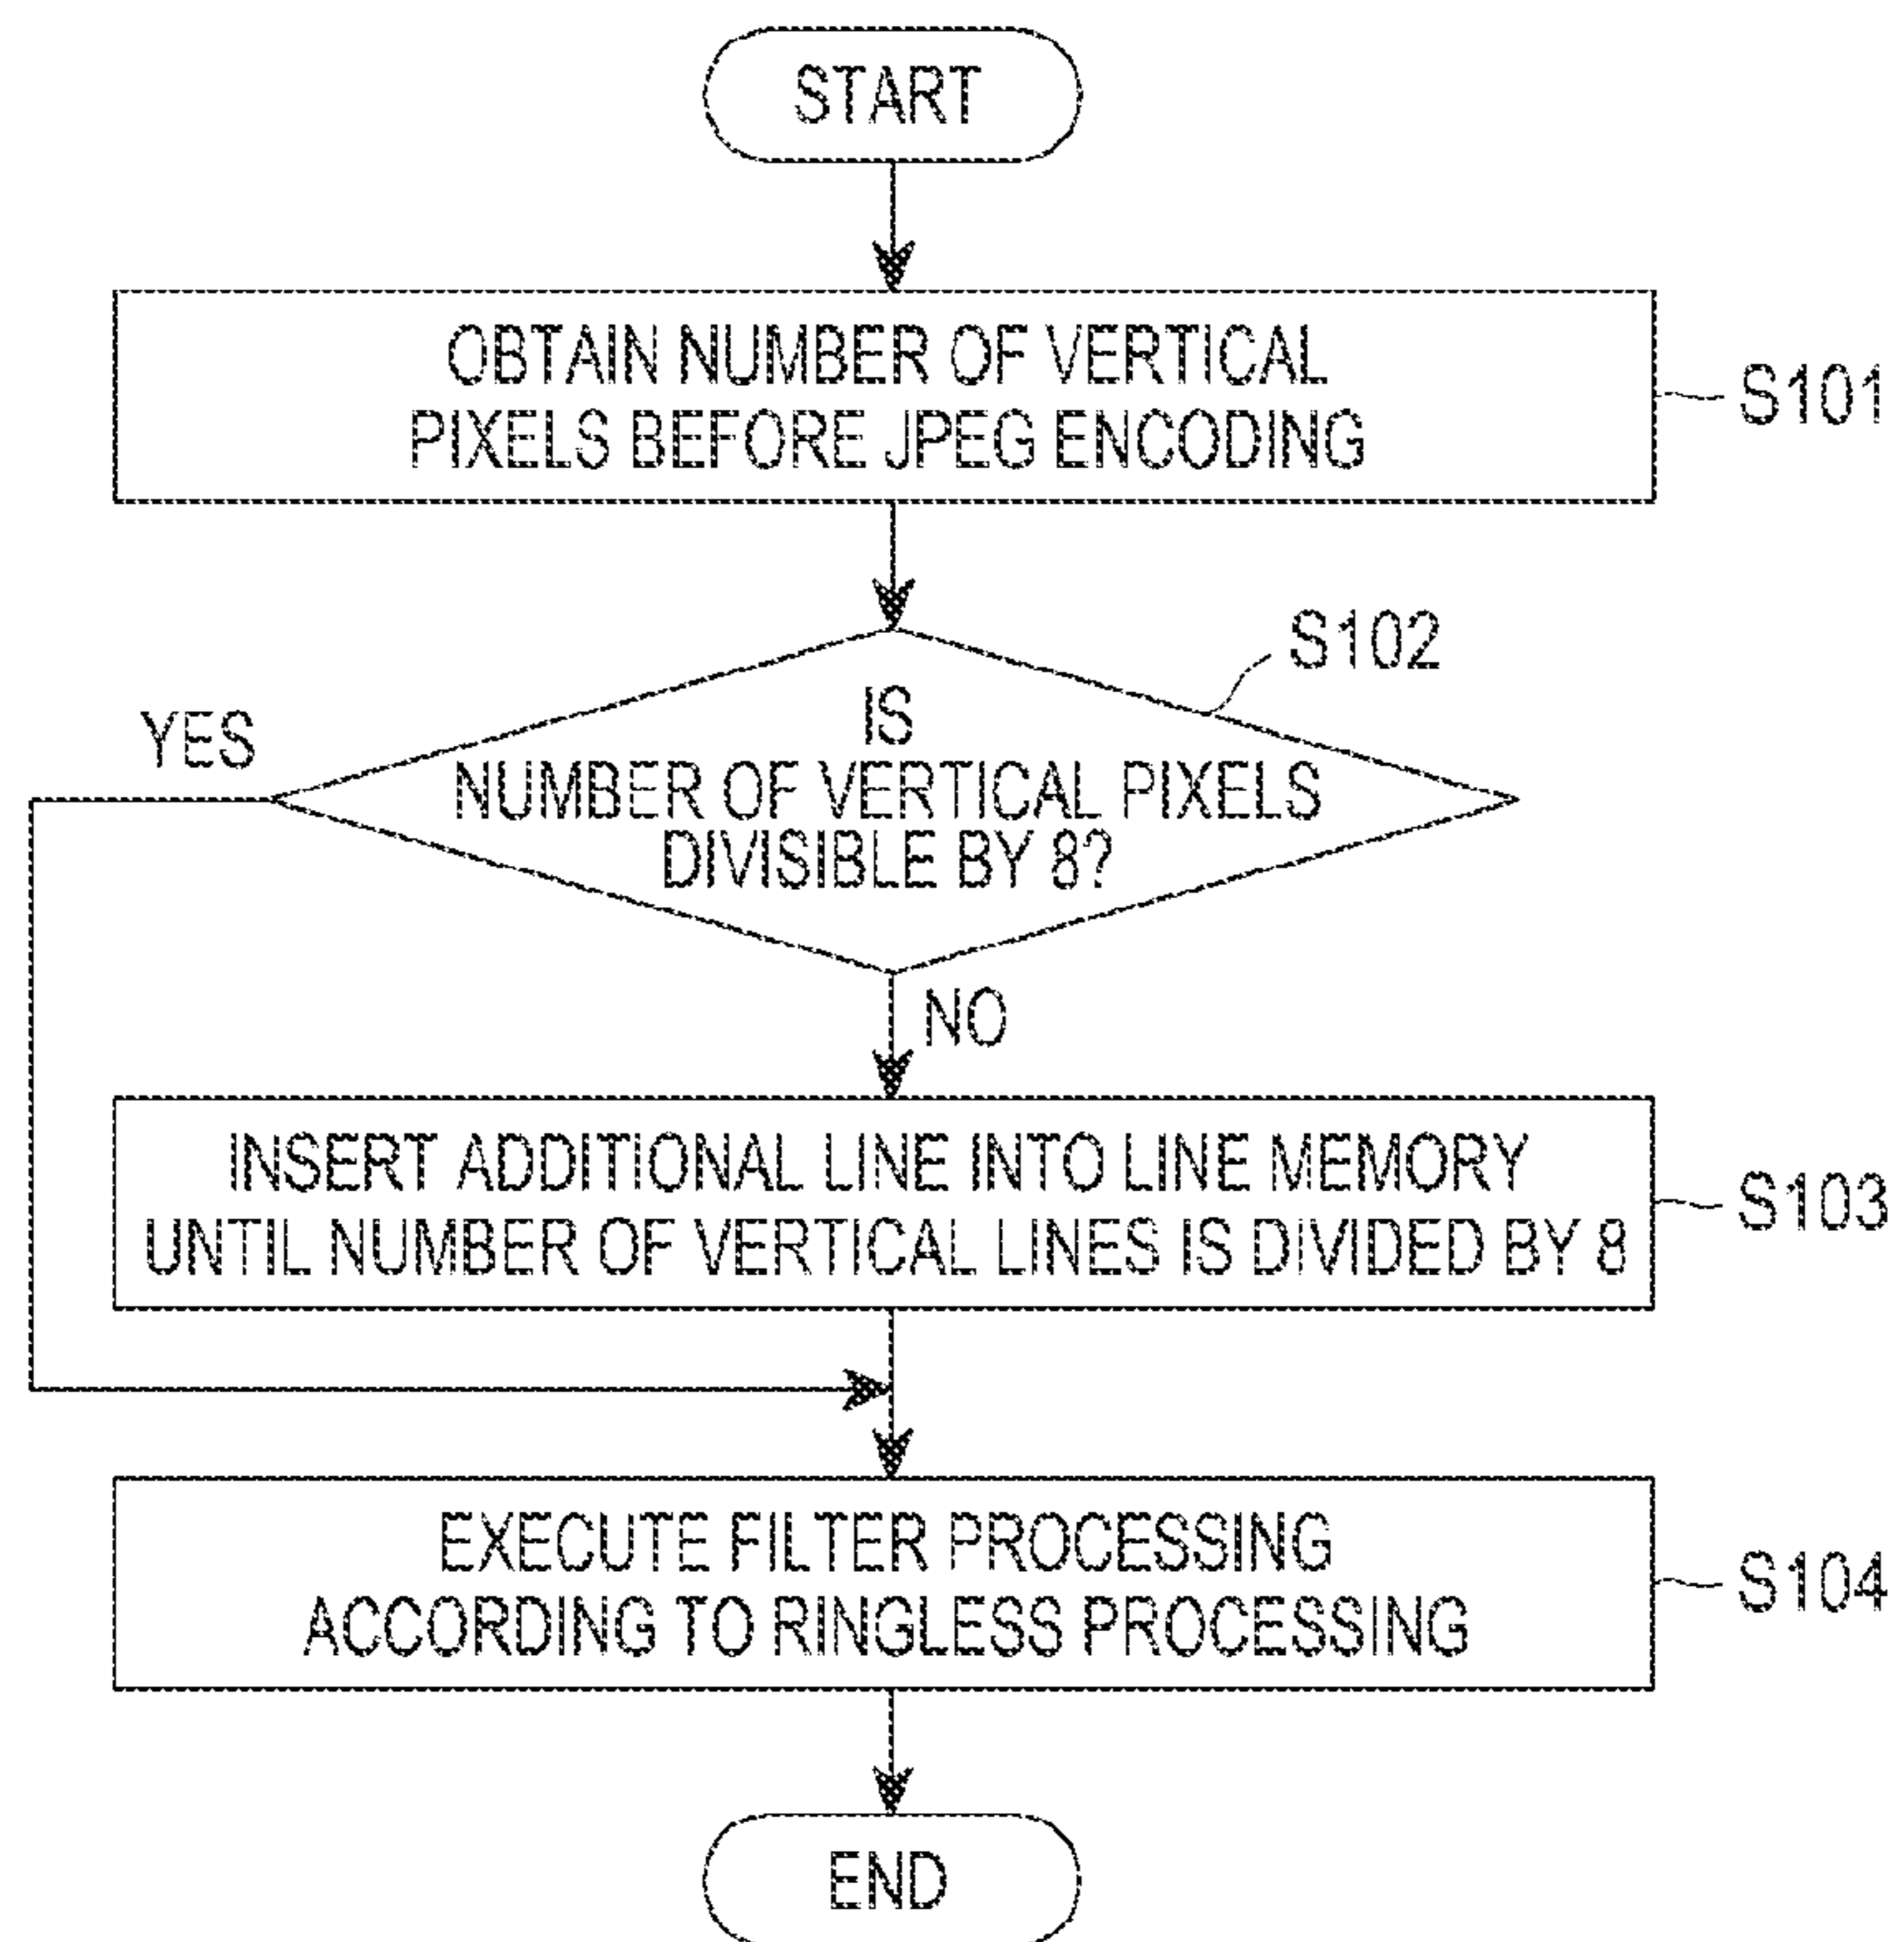 START
OBTAIN NUMBER OF VERTICAL
PIXELS BEFORE JPEG ENCODING
S101
S102
IS
NUMBER OF VERTICAL PIXELS
DIVISIBLE BY 8?
YES
NO
INSERT ADDITIONAL LINE INTO LINE MEMORY
UNTIL NUMBER OF VERTICAL LINES IS DIVIDED BY 8
S103
EXECUTE FILTER PROCESSING
ACCORDING TO RINGLESS PROCESSING
S104
END